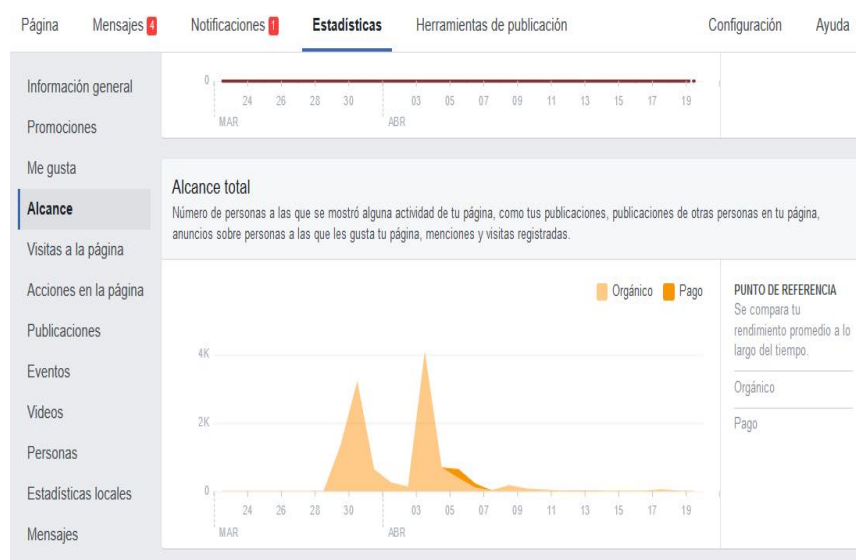 Página Mensajes 4 Notificaciones 1 Estadísticas Herramientas de publicación Configuración Ayuda
Información general
Promociones
Me gusta
Alcance
Visitas a la página
Acciones en la página
Publicaciones
Eventos
Videos
Personas
Estadísticas locales
Mensajes
0
24 26 28 30 03 05 07 09 11 13 15 17 19
MAR ABR
Alcance total
Número de personas a las que se mostró alguna actividad de tu página, como tus publicaciones, publicaciones de otras personas en tu página,
anuncios sobre personas a las que les gusta tu página, menciones y visitas registradas.
Orgánico Pago
4K
2K
0
24 26 28 30 03 05 07 09 11 13 15 17 19
MAR ABR
PUNTO DE REFERENCIA
Se compara tu
rendimiento promedio a lo
largo del tiempo.
Orgánico
Pago